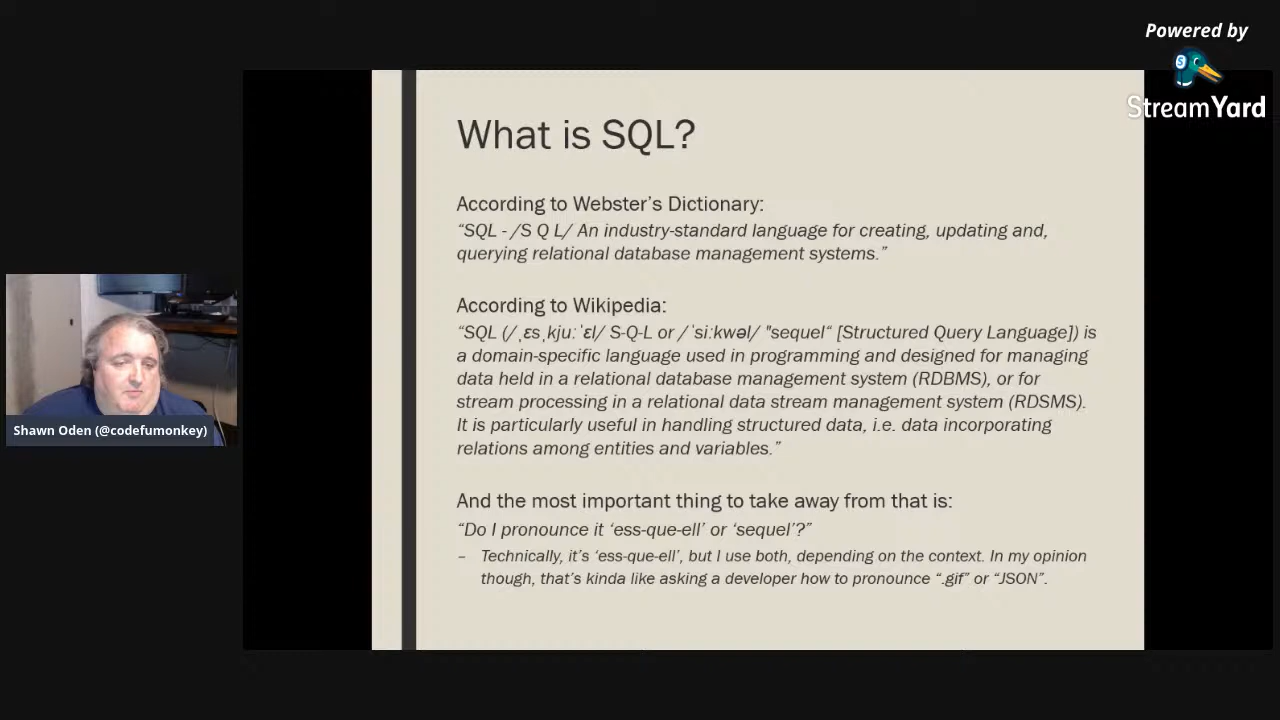 Powered by
StreamYard
What is SQL?
According to Webster’s Dictionary:
“SQL - /S Q L/ An industry-standard language for creating, updating and,
querying relational database management systems.”
According to Wikipedia:
“SQL (/ˌɛsˌkjuːˈɛl/ S-Q-L or /ˈsiːkwəl/ "sequel“ [Structured Query Language]) is
a domain-specific language used in programming and designed for managing
data held in a relational database management system (RDBMS), or for
stream processing in a relational data stream management system (RDSMS).
It is particularly useful in handling structured data, i.e. data incorporating
relations among entities and variables.”
And the most important thing to take away from that is:
“Do I pronounce it ‘ess-que-ell’ or ‘sequel’?”
– Technically, it’s ‘ess-que-ell’, but I use both, depending on the context. In my opinion
though, that’s kinda like asking a developer how to pronounce “.gif” or “JSON”.
Shawn Oden (@codefumonkey)